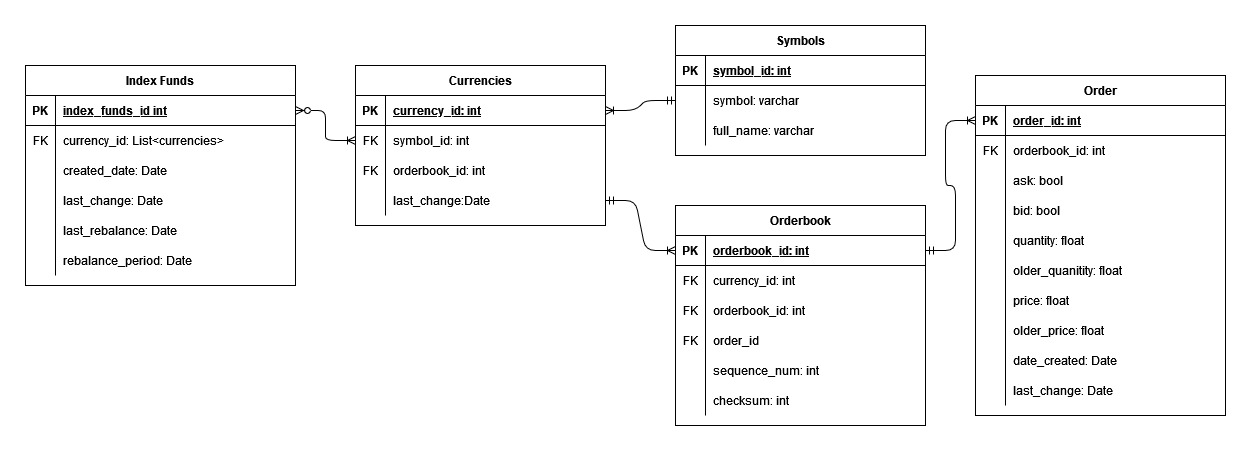 Index Funds
PK index_funds_id int
FK currency_id: List<currencies>
created_date: Date
last_change: Date
last_rebalance: Date
rebalance_period: Date
Currencies
PK currency_id: int
FK symbol_id: int
FK orderbook_id: int
last_change:Date
Symbols
PK symbol_id: int
symbol: varchar
full_name: varchar
Orderbook
PK orderbook_id: int
FK currency_id: int
FK orderbook_id: int
FK order_id
sequence_num: int
checksum: int
Order
PK order_id: int
FK orderbook_id: int
ask: bool
bid: bool
quantity: float
older_quanitity: float
price: float
older_price: float
date_created: Date
last_change: Date